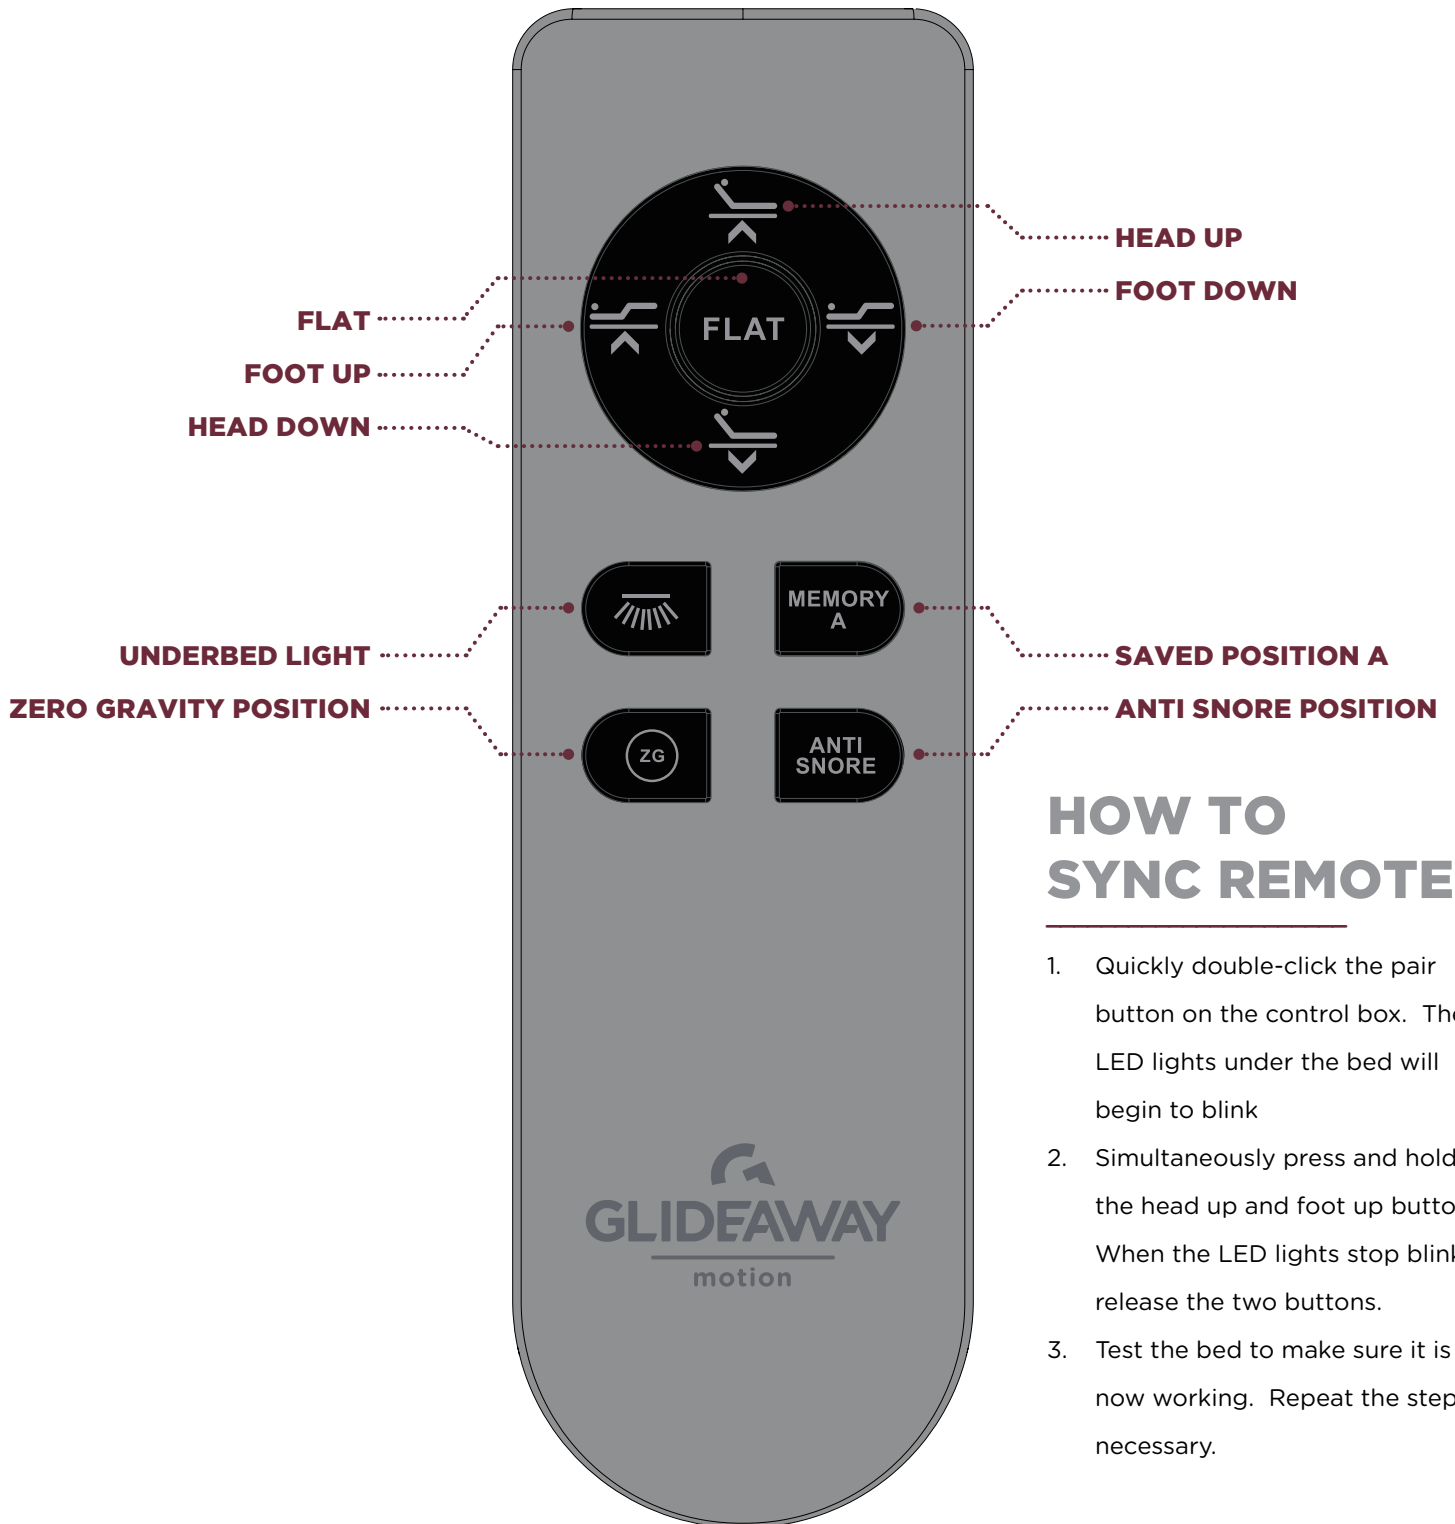 HEAD UP
FOOT DOWN
FLAT
FOOT UP
HEAD DOWN
FLAT
UNDERBED LIGHT
ZERO GRAVITY POSITION
MEMORY
A
ZG
ANTI
SNORE
SAVED POSITION A
ANTI SNORE POSITION
HOW TO
SYNC REMOTE
1. Quickly double-click the pair
button on the control box. The
LED lights under the bed will
begin to blink
2. Simultaneously press and hold
the head up and foot up butto
When the LED lights stop blink
release the two buttons.
3. Test the bed to make sure it is
now working. Repeat the step
necessary.
GLIDEAWAY
motion